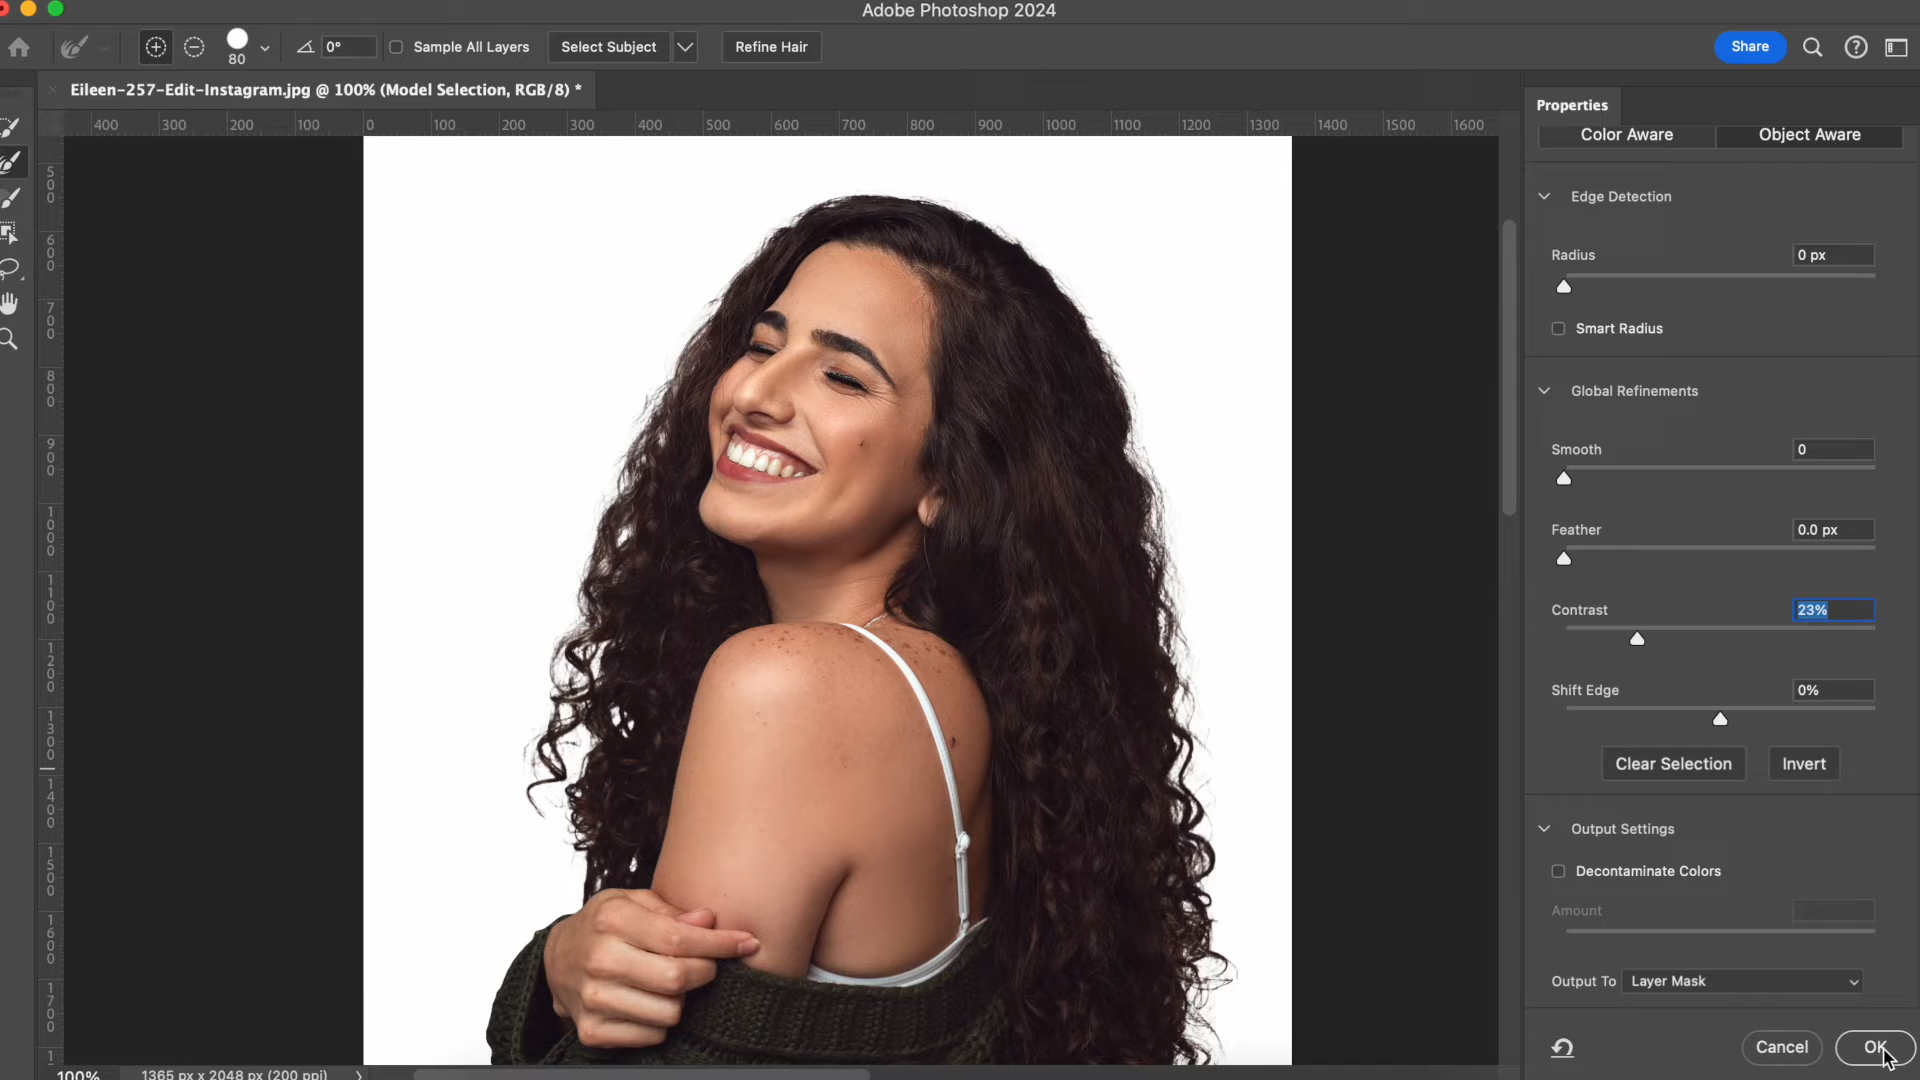 Adobe Photoshop 2024
80
0°
Sample All Layers
Select Subject
Refine Hair
Share
Eileen-257-Edit-Instagram.jpg @ 100% (Model Selection, RGB/8) *
400 300 200 100 0 100 200 300 400 500 600 700 800 900 1000 1100 1200 1300 1400 1500 1600
500
600
700
800
900
1000
1100
1200
1300
1400
1500
1600
1700
1
Properties
Color Aware
Object Aware
Edge Detection
Radius
0 px
Smart Radius
Global Refinements
Smooth
0
Feather
0.0 px
Contrast
23%
Shift Edge
0%
Clear Selection
Invert
Output Settings
Decontaminate Colors
Amount
Output To
Layer Mask
Cancel
OK
100%
1365 px x 2048 px (200 ppi)